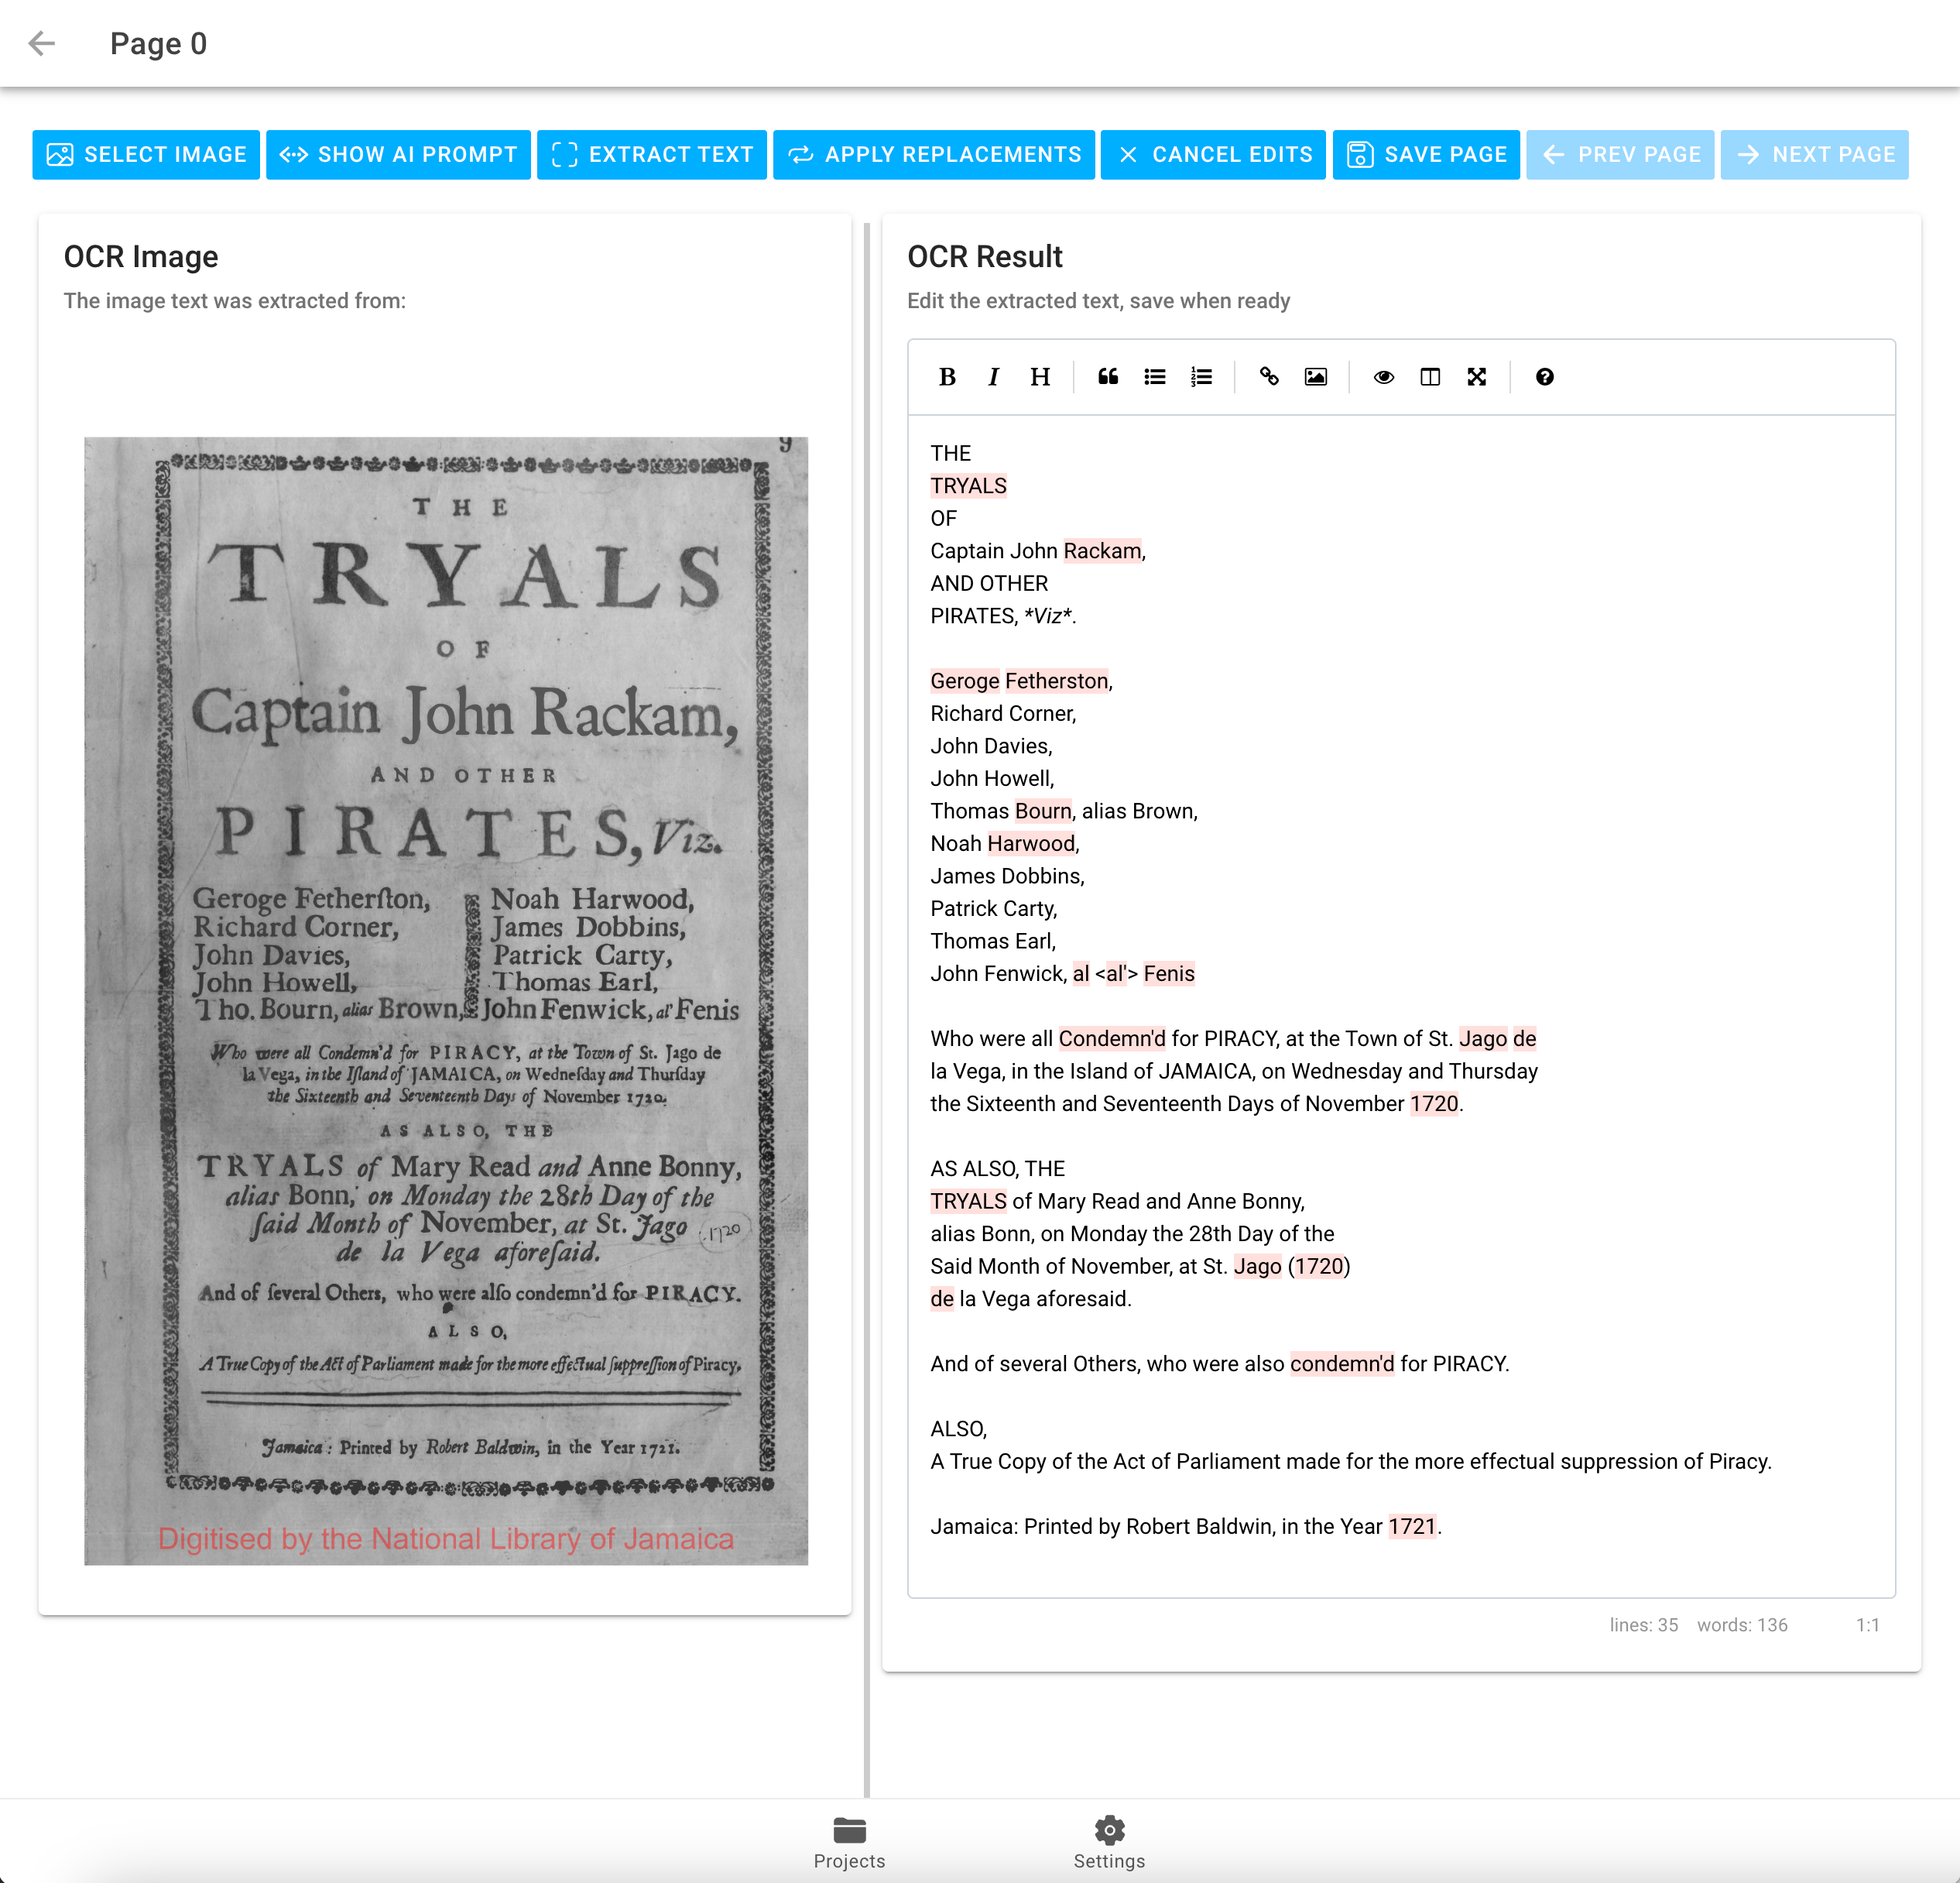 Page 0
SELECT IMAGE
SHOW AI PROMPT
EXTRACT TEXT
APPLY REPLACEMENTS
CANCEL EDITS
SAVE PAGE
PREV PAGE
NEXT PAGE
OCR Image
The image text was extracted from:
9
THE
TRYALS
OF
Captain John Rackam,
AND OTHER
PIRATES, Viz.
Geroge Fetherſton,
Richard Corner,
John Davies,
John Howell,
Tho. Bourn, alias Brown,
Noah Harwood,
James Dobbins,
Patrick Carty,
Thomas Earl,
John Fenwick, al' Fenis
Who were all Condemn'd for PIRACY, at the Town of St. Jago de
la Vega, in the Iſland of JAMAICA, on Wedneſday and Thurſday
the Sixteenth and Seventeenth Days of November 1720.
AS ALSO, THE
TRYALS of Mary Read and Anne Bonny,
alias Bonn, on Monday the 28th Day of the
ſaid Month of November, at St. Jago 1720
de la Vega aforeſaid.
And of ſeveral Others, who were alſo condemn'd for PIRACY.
ALSO,
A True Copy of the Act of Parliament made for the more effectual ſuppreſſion of Piracy.
Jamaica: Printed by Robert Baldwin, in the Year 1721.
Digitised by the National Library of Jamaica
OCR Result
Edit the extracted text, save when ready
B I H
THE
TRYALS
OF
Captain John Rackam,
AND OTHER
PIRATES, *Viz*.
Geroge Fetherston,
Richard Corner,
John Davies,
John Howell,
Thomas Bourn, alias Brown,
Noah Harwood,
James Dobbins,
Patrick Carty,
Thomas Earl,
John Fenwick, al <al'> Fenis
Who were all Condemn'd for PIRACY, at the Town of St. Jago de
la Vega, in the Island of JAMAICA, on Wednesday and Thursday
the Sixteenth and Seventeenth Days of November 1720.
AS ALSO, THE
TRYALS of Mary Read and Anne Bonny,
alias Bonn, on Monday the 28th Day of the
Said Month of November, at St. Jago (1720)
de la Vega aforesaid.
And of several Others, who were also condemn'd for PIRACY.
ALSO,
A True Copy of the Act of Parliament made for the more effectual suppression of Piracy.
Jamaica: Printed by Robert Baldwin, in the Year 1721.
lines: 35 words: 136 1:1
Projects
Settings